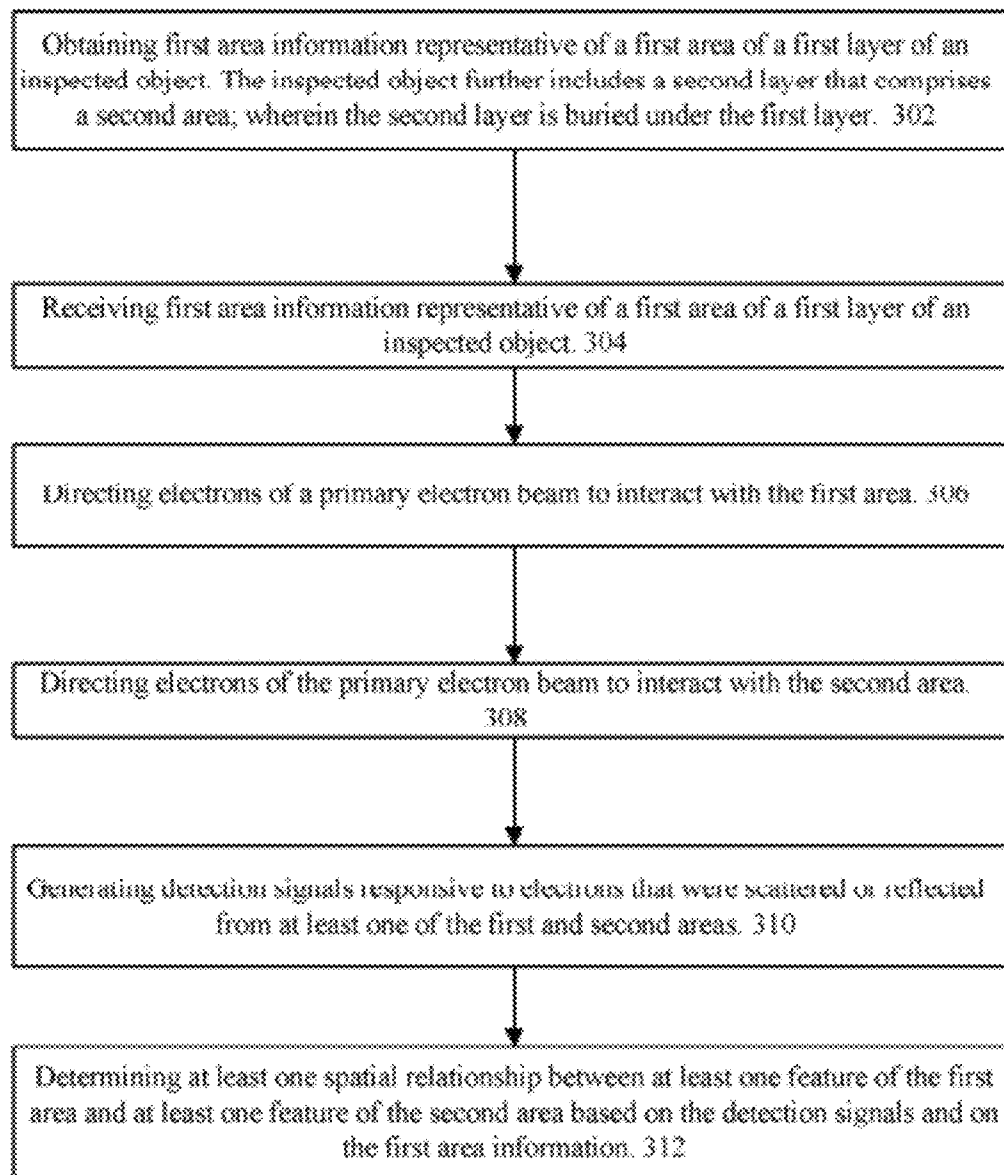 Obtaining first area information representative of a first area of a first layer of an
inspected object. The inspected object further includes a second layer that comprises
a second area; wherein the second layer is buried under the first layer. 302
Receiving first area information representative of a first area of a first layer of an
inspected object. 304
Directing electrons of a primary electron beam to interact with the first area. 306
Directing electrons of the primary electron beam to interact with the second area.
308
Generating detection signals responsive to electrons that were scattered or reflected
from at least one of the first and second areas. 310
Determining at least one spatial relationship between at least one feature of the first
area and at least one feature of the second area based on the detection signals and on
the first area information. 312